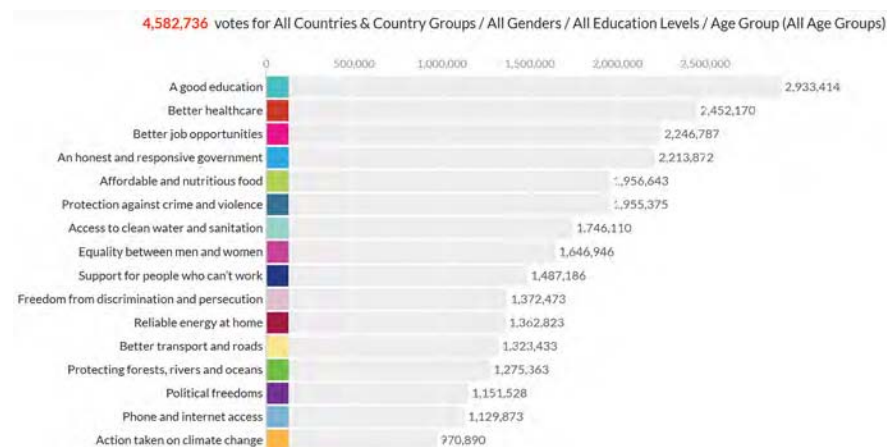 4,582,736 votes for All Countries & Country Groups / All Genders / All Education Levels / Age Group (All Age Groups)
0 500,000 1,000,000 1,500,000 2,000,000 2,500,000
A good education 2,933,414
Better healthcare 2,452,170
Better job opportunities 2,246,787
An honest and responsive government 2,213,872
Affordable and nutritious food 1,956,643
Protection against crime and violence 1,955,375
Access to clean water and sanitation 1,746,110
Equality between men and women 1,646,946
Support for people who can't work 1,487,186
Freedom from discrimination and persecution 1,372,473
Reliable energy at home 1,362,823
Better transport and roads 1,323,433
Protecting forests, rivers and oceans 1,275,363
Political freedoms 1,151,528
Phone and internet access 1,129,873
Action taken on climate change 970,890